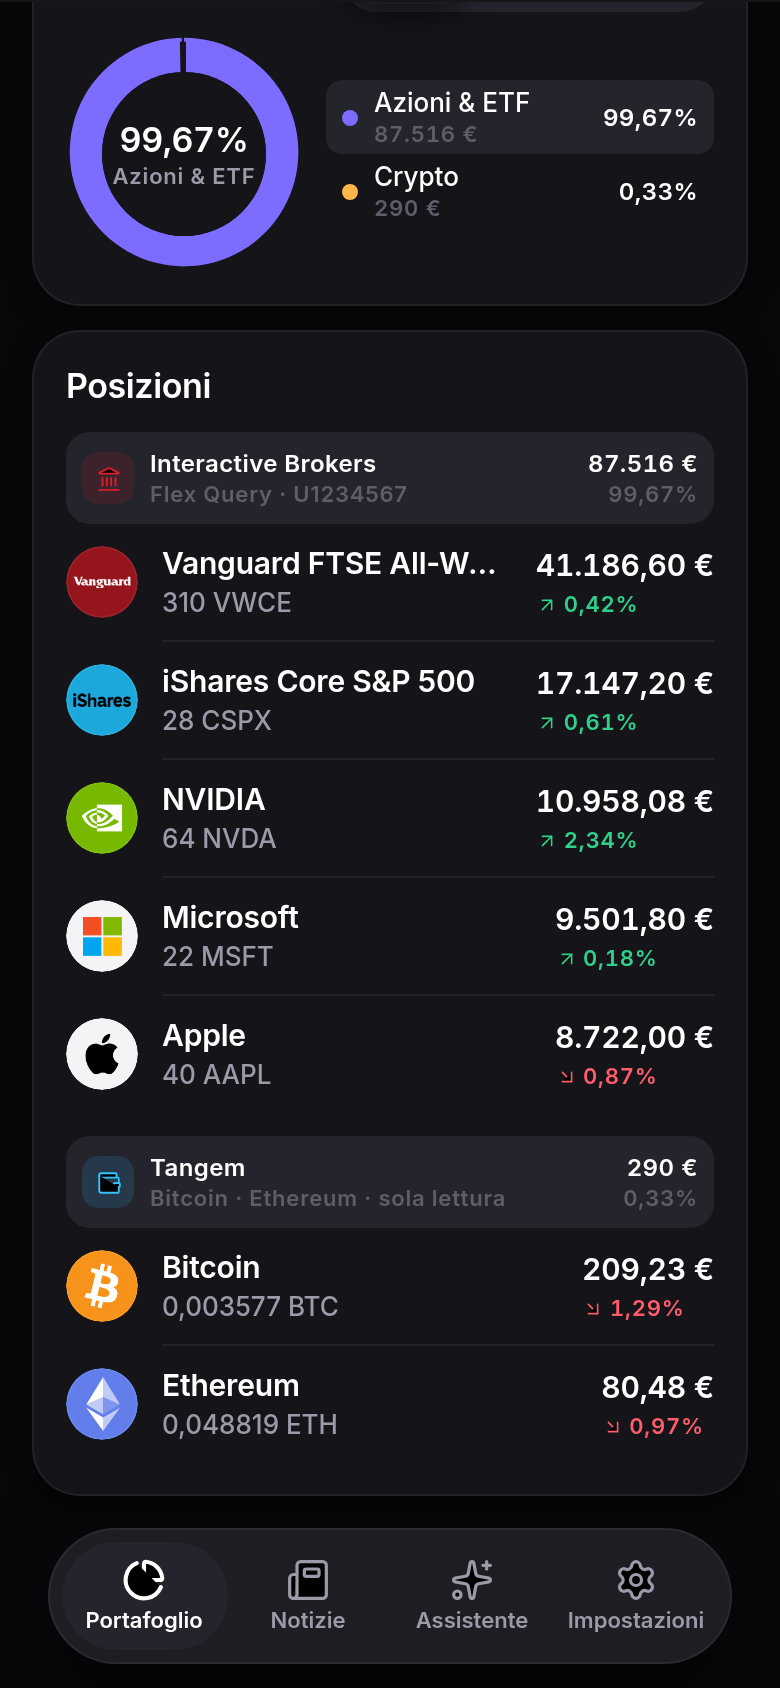 99,67%
Azioni & ETF
Azioni & ETF
87.516 €
99,67%
Crypto
290 €
0,33%
Posizioni
Interactive Brokers
87.516 €
Flex Query · U1234567
99,67%
Vanguard
Vanguard FTSE All-W...
41.186,60 €
310 VWCE
0,42%
iShares
iShares Core S&P 500
17.147,20 €
28 CSPX
0,61%
NVIDIA
10.958,08 €
64 NVDA
2,34%
Microsoft
9.501,80 €
22 MSFT
0,18%
Apple
8.722,00 €
40 AAPL
0,87%
Tangem
290 €
Bitcoin · Ethereum · sola lettura
0,33%
Bitcoin
209,23 €
0,003577 BTC
1,29%
Ethereum
80,48 €
0,048819 ETH
0,97%
Portafoglio
Notizie
Assistente
Impostazioni